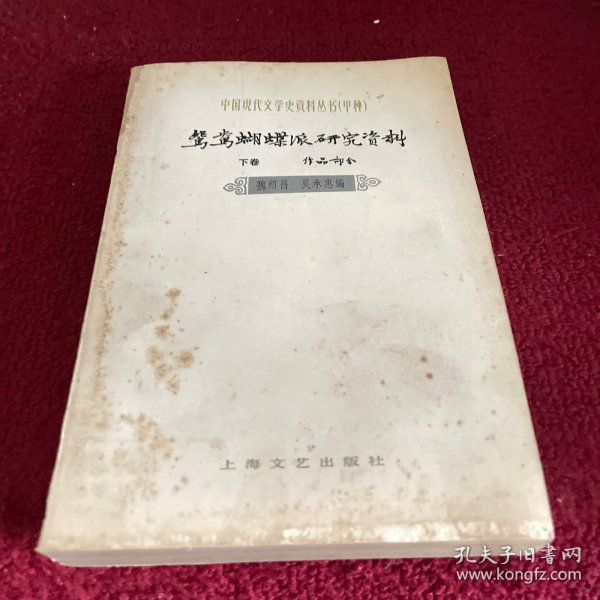 中国现代文学史资料丛书(甲种)
鸳鸯蝴蝶派研究资料
下卷 作品部分
魏绍昌 吴承惠编
上海文艺出版社
孔夫子旧书网
www.kongfz.com